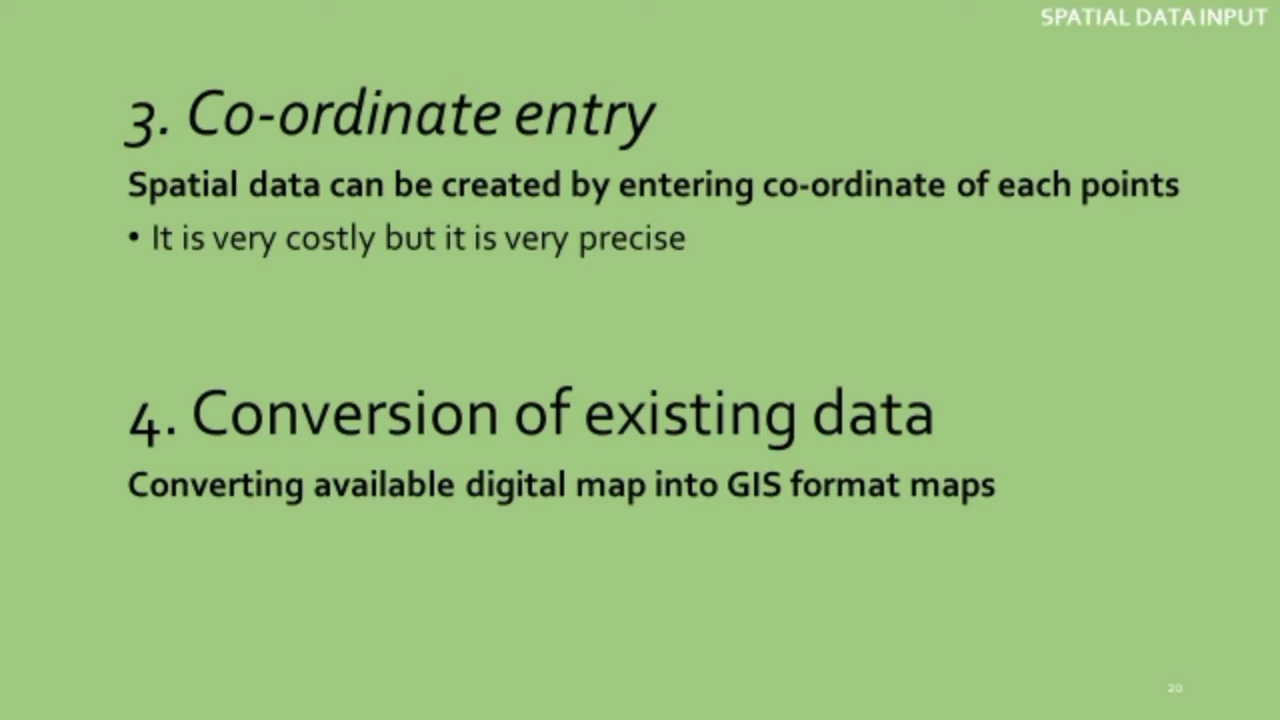 SPATIAL DATA INPUT
3. Co-ordinate entry
Spatial data can be created by entering co-ordinate of each points
• It is very costly but it is very precise
4. Conversion of existing data
Converting available digital map into GIS format maps
20